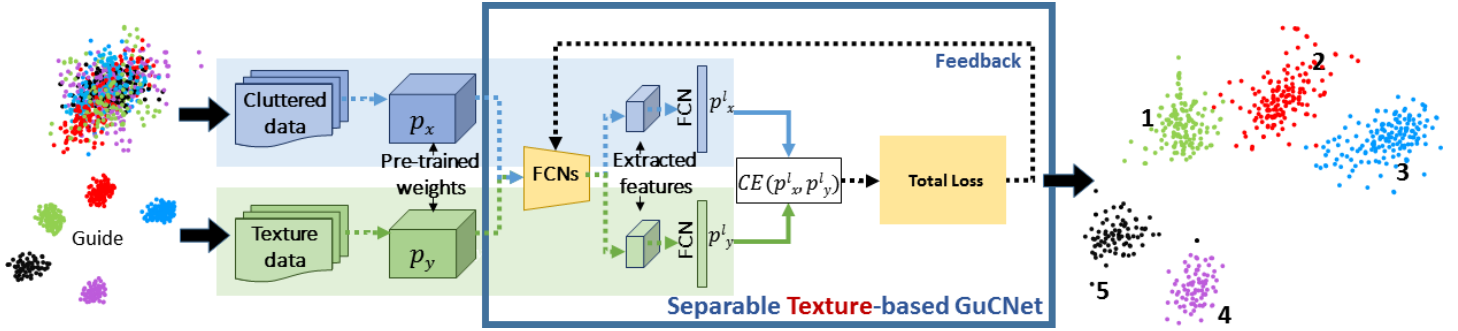 Guide
Cluttered
data
Texture
data
p_x
Pre-trained
weights
p_y
FCNs
Extracted
features
FCN
p^l_x
FCN
p^l_y
CE(p^l_x, p^l_y)
Total Loss
Feedback
Separable Texture-based GuCNet
1
2
3
4
5